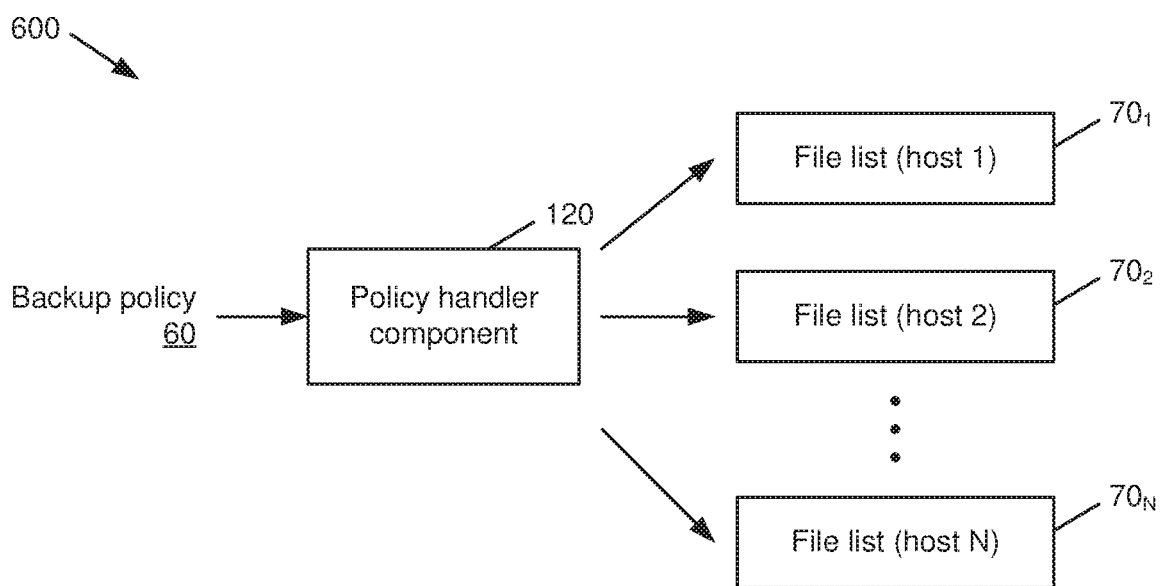 600
70₁
File list (host 1)
120
Backup policy
60
Policy handler
component
70₂
File list (host 2)
70N
File list (host N)